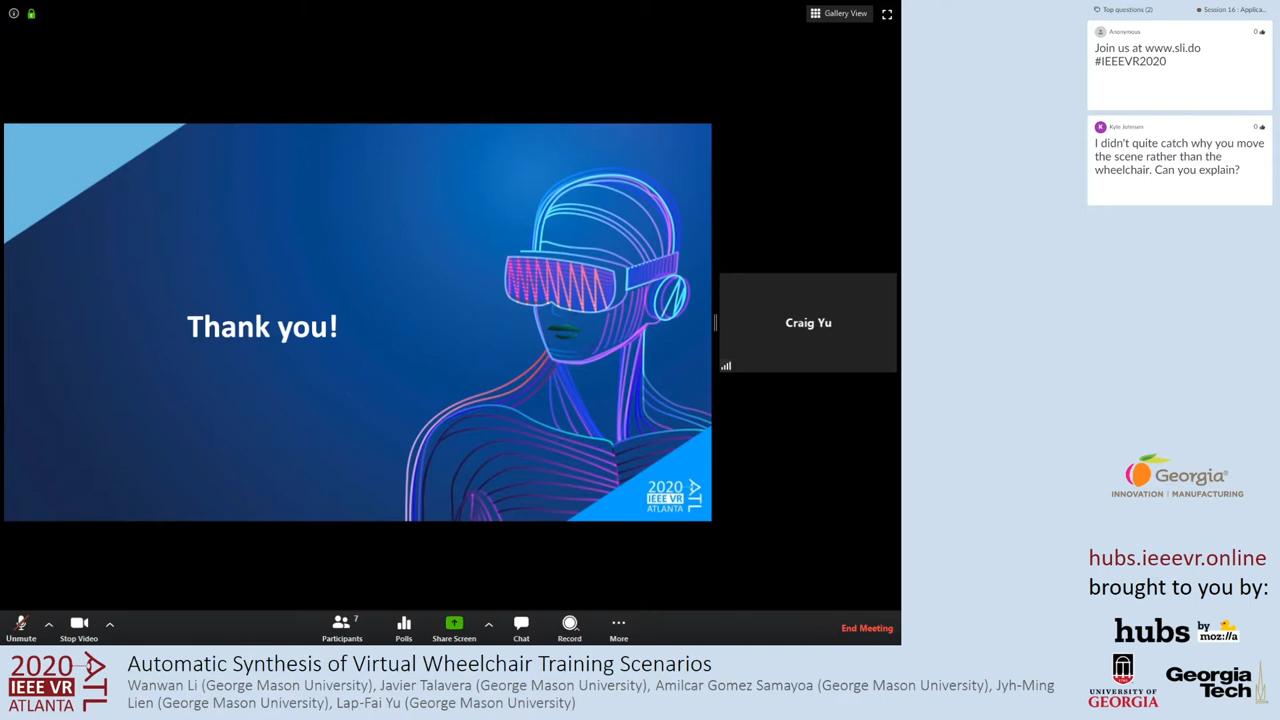 Gallery View
Top questions (2)
Session 16 : Applica...
Anonymous
0
Join us at www.sli.do
#IEEEVR2020
K
Kyle Johnsen
0
I didn't quite catch why you move
the scene rather than the
wheelchair. Can you explain?
Thank you!
Craig Yu
2020
IEEE VR
ATLANTA
ATL
Georgia®
INNOVATION | MANUFACTURING
hubs.ieeevr.online
brought to you by:
hubs by moz://a
UNIVERSITY OF
GEORGIA
Georgia
Tech
Unmute
Stop Video
Participants
7
Polls
Share Screen
Chat
Record
More
End Meeting
2020
IEEE VR
ATLANTA
ATL
Automatic Synthesis of Virtual Wheelchair Training Scenarios
Wanwan Li (George Mason University), Javier Talavera (George Mason University), Amilcar Gomez Samayoa (George Mason University), Jyh-Ming
Lien (George Mason University), Lap-Fai Yu (George Mason University)